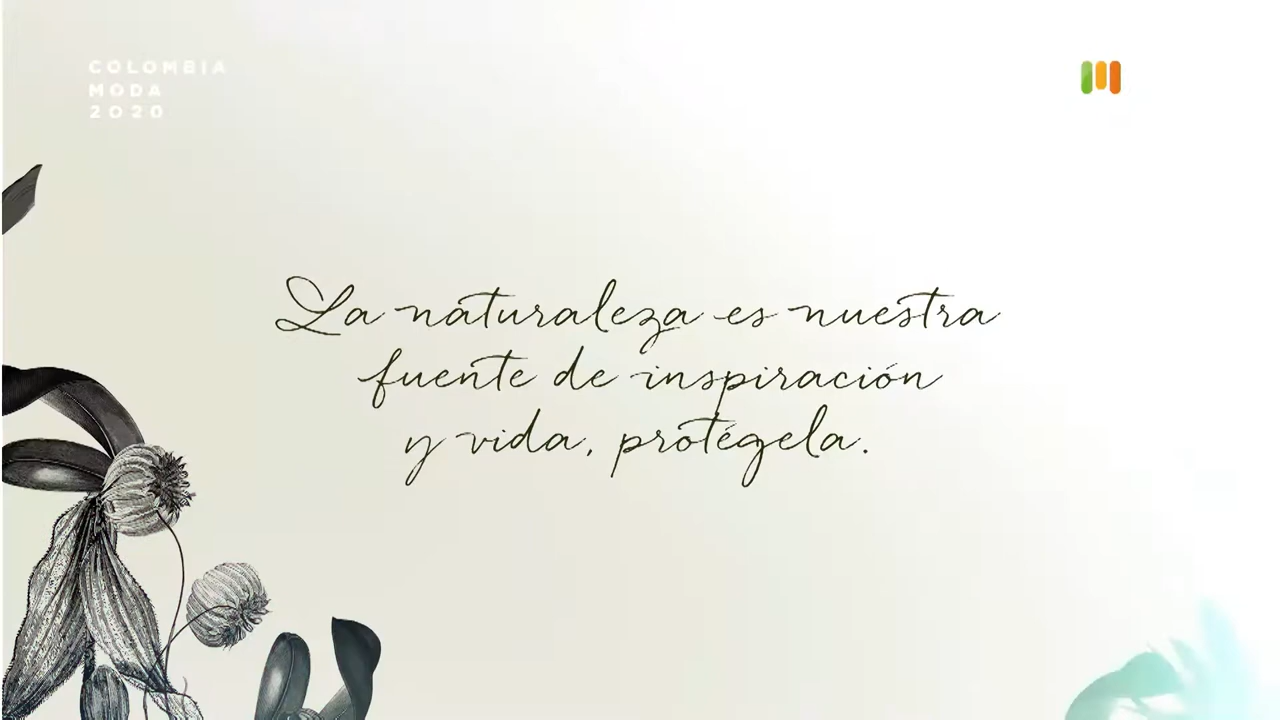 COLOMBIA
MODA
2020
La naturaleza es nuestra
fuente de inspiración
y vida, protégela.